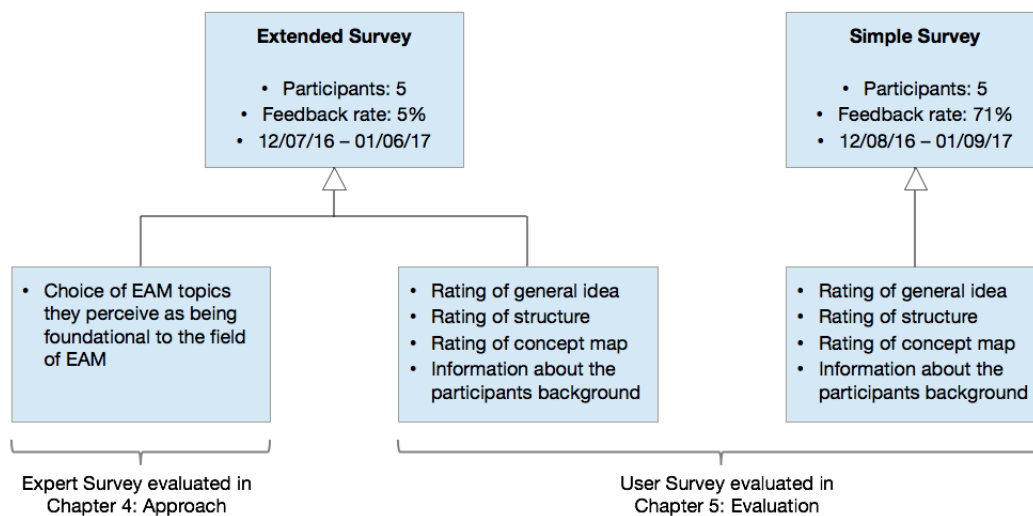 Extended Survey
• Participants: 5
• Feedback rate: 5%
• 12/07/16 – 01/06/17
Simple Survey
• Participants: 5
• Feedback rate: 71%
• 12/08/16 – 01/09/17
• Choice of EAM topics
they perceive as being
foundational to the field
of EAM
• Rating of general idea
• Rating of structure
• Rating of concept map
• Information about the
participants background
• Rating of general idea
• Rating of structure
• Rating of concept map
• Information about the
participants background
Expert Survey evaluated in
Chapter 4: Approach
User Survey evaluated in
Chapter 5: Evaluation